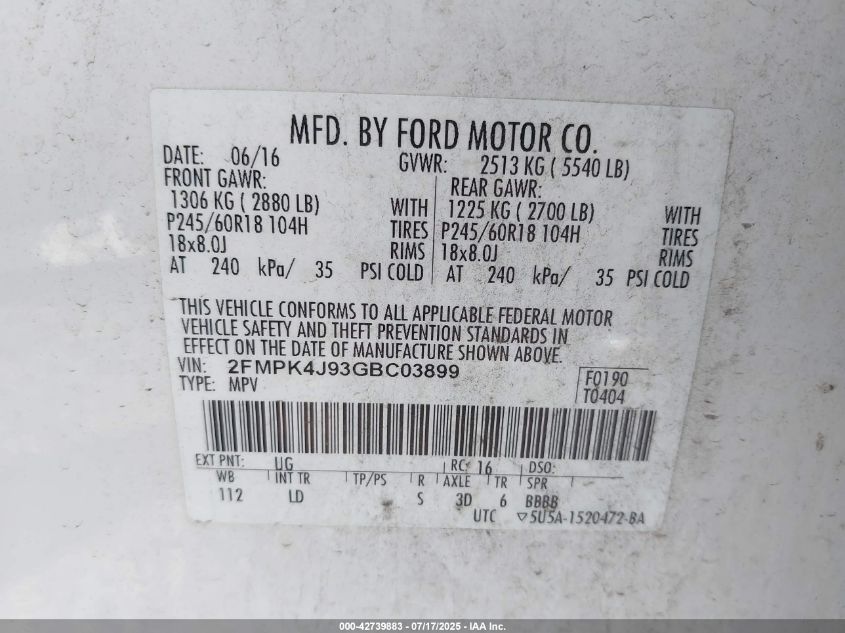 MFD. BY FORD MOTOR CO.
DATE: 06/16 GVWR: 2513 KG ( 5540 LB)
FRONT GAWR: REAR GAWR:
1306 KG ( 2880 LB) WITH 1225 KG ( 2700 LB) WITH
P245/60R18 104H TIRES P245/60R18 104H TIRES
18x8.0J RIMS 18x8.0J RIMS
AT 240 kPa/ 35 PSI COLD AT 240 kPa/ 35 PSI COLD
THIS VEHICLE CONFORMS TO ALL APPLICABLE FEDERAL MOTOR
VEHICLE SAFETY AND THEFT PREVENTION STANDARDS IN
EFFECT ON THE DATE OF MANUFACTURE SHOWN ABOVE.
VIN: 2FMPK4J93GBC03899
TYPE: MPV
F0190
T0404
EXT PNT: UG RC: 16 DSO:
WB INT TR TP/PS R AXLE TR SPR
112 LD S 3D 6 BBBB
UTC ▽5U5A-1520472-BA
000-42739883 - 07/17/2025 - IAA Inc.